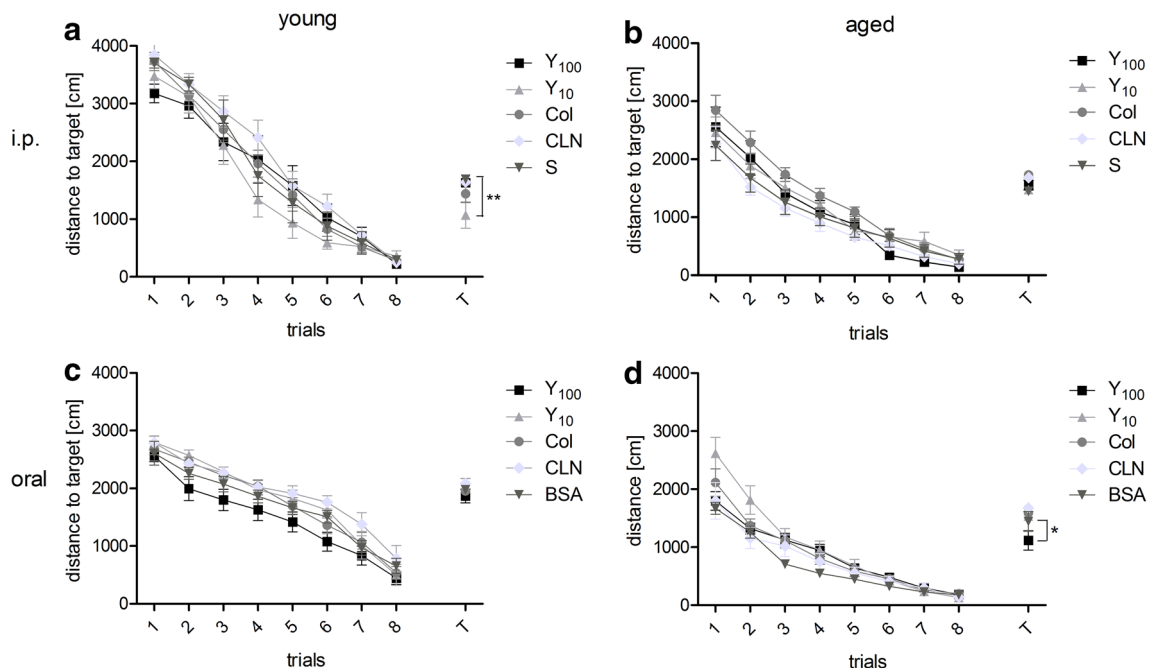 young
aged
i.p.
oral
a
distance to target [cm]
4000
3000
2000
1000
0
1 2 3 4 5 6 7 8 T
trials
**
Y100
Y10
Col
CLN
S
b
distance to target [cm]
4000
3000
2000
1000
0
1 2 3 4 5 6 7 8 T
trials
Y100
Y10
Col
CLN
S
c
distance to target [cm]
4000
3000
2000
1000
0
1 2 3 4 5 6 7 8 T
trials
Y100
Y10
Col
CLN
BSA
d
distance [cm]
4000
3000
2000
1000
0
1 2 3 4 5 6 7 8 T
trials
*
Y100
Y10
Col
CLN
BSA